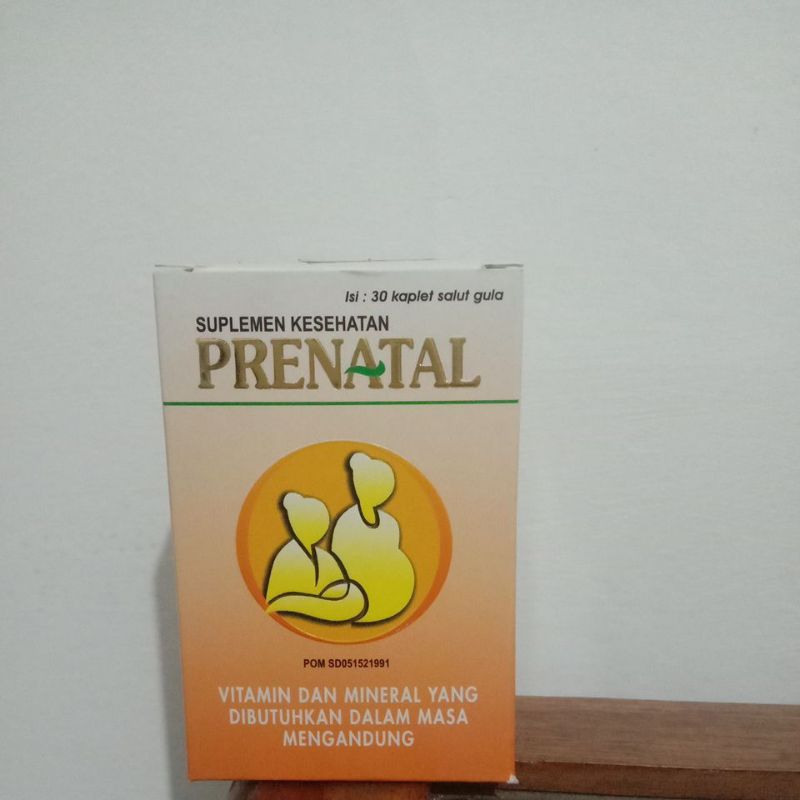 Isi : 30 kaplet salut gula
SUPLEMEN KESEHATAN
PRENATAL
POM SD051521991
VITAMIN DAN MINERAL YANG
DIBUTUHKAN DALAM MASA
MENGANDUNG